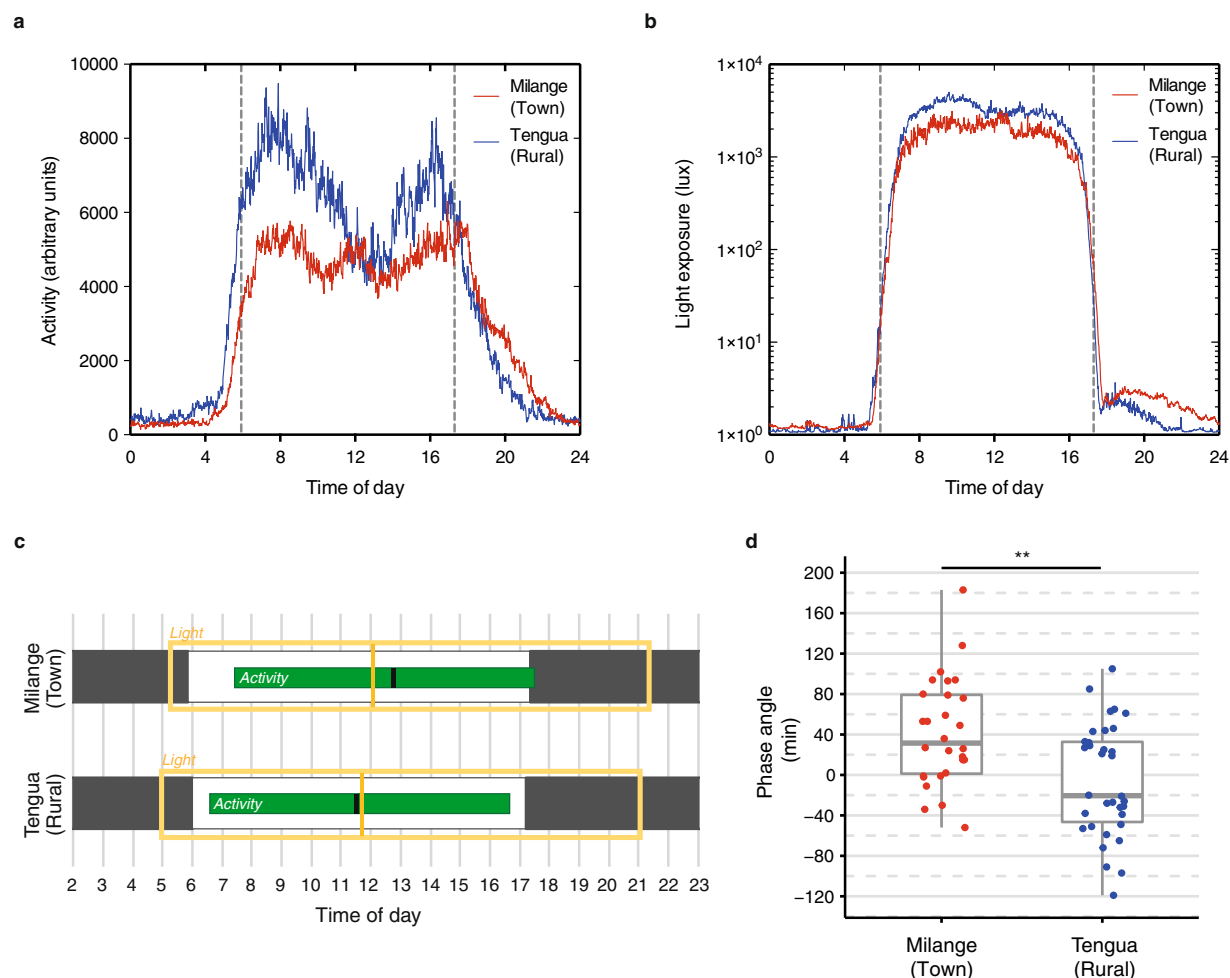 a
10000
8000
6000
4000
2000
0
Activity (arbitrary units)
Milange
(Town)
Tengua
(Rural)
0 4 8 12 16 20 24
Time of day
b
1×10⁴
1×10³
1×10²
1×10¹
1×10⁰
Light exposure (lux)
Milange
(Town)
Tengua
(Rural)
0 4 8 12 16 20 24
Time of day
c
Light
Activity
Milange
(Town)
Light
Activity
Tengua
(Rural)
2 3 4 5 6 7 8 9 10 11 12 13 14 15 16 17 18 19 20 21 22 23
Time of day
d
**
200
160
120
80
40
0
−40
−80
−120
Phase angle
(min)
Milange
(Town)
Tengua
(Rural)